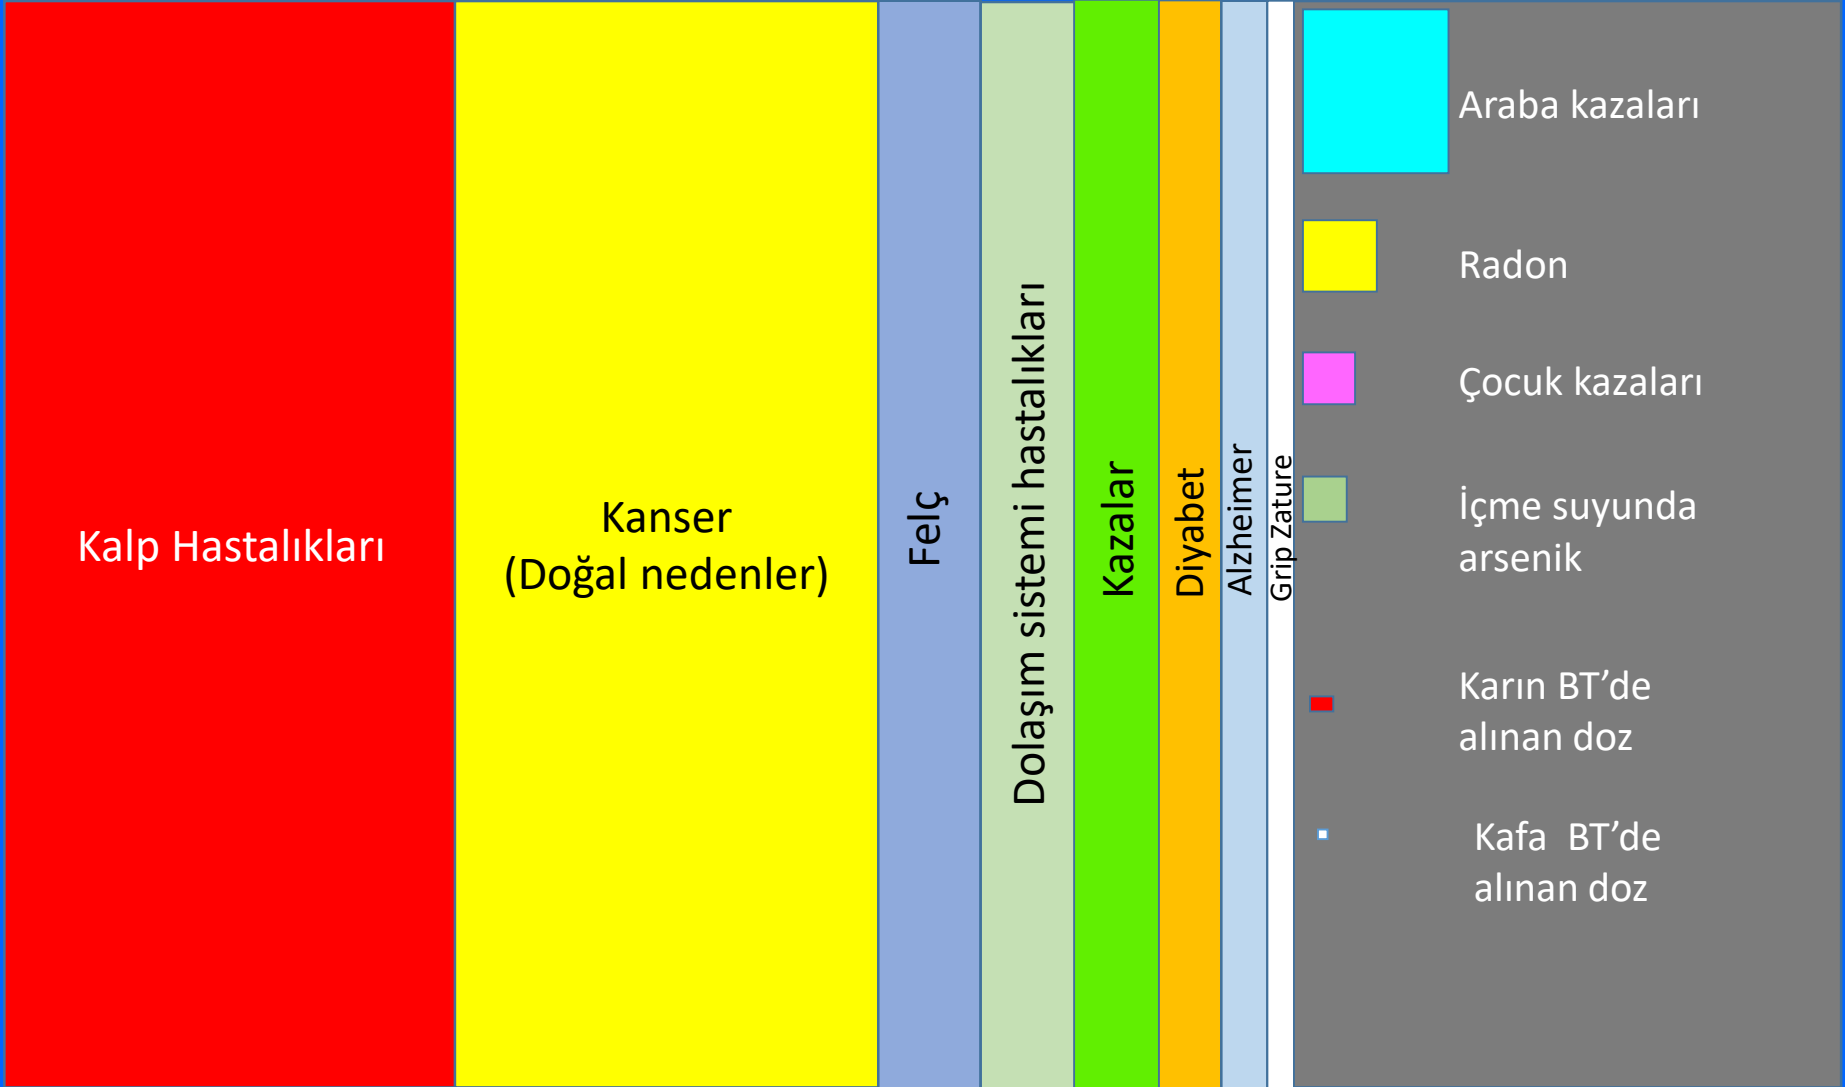 Kalp Hastalıkları
Kanser
(Doğal nedenler)
Felç
Dolaşım sistemi hastalıkları
Kazalar
Diyabet
Alzheimer
Grip Zature
Araba kazaları
Radon
Çocuk kazaları
İçme suyunda
arsenik
Karın BT’de
alınan doz
Kafa  BT’de
alınan doz